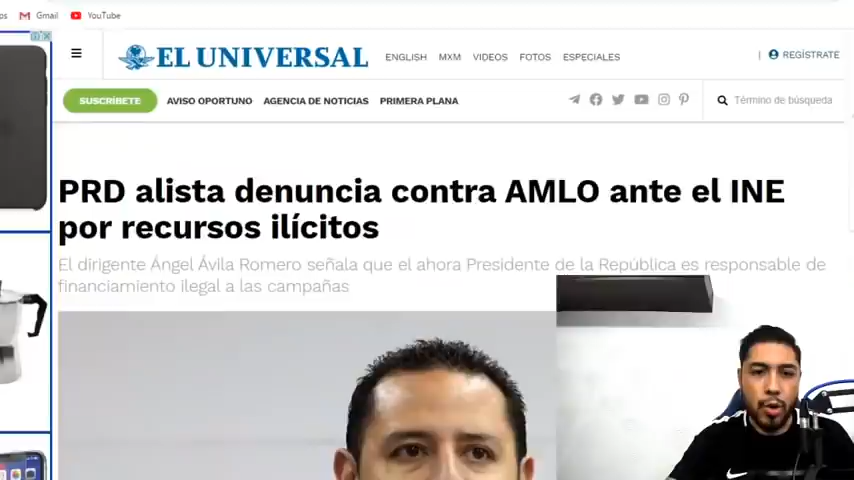 Gmail
YouTube
EL UNIVERSAL
ENGLISH MXM VIDEOS FOTOS ESPECIALES
REGÍSTRATE
SUSCRÍBETE AVISO OPORTUNO AGENCIA DE NOTICIAS PRIMERA PLANA
Término de búsqueda
PRD alista denuncia contra AMLO ante el INE
por recursos ilícitos
El dirigente Ángel Ávila Romero señala que el ahora Presidente de la República es responsable de
financiamiento ilegal a las campañas